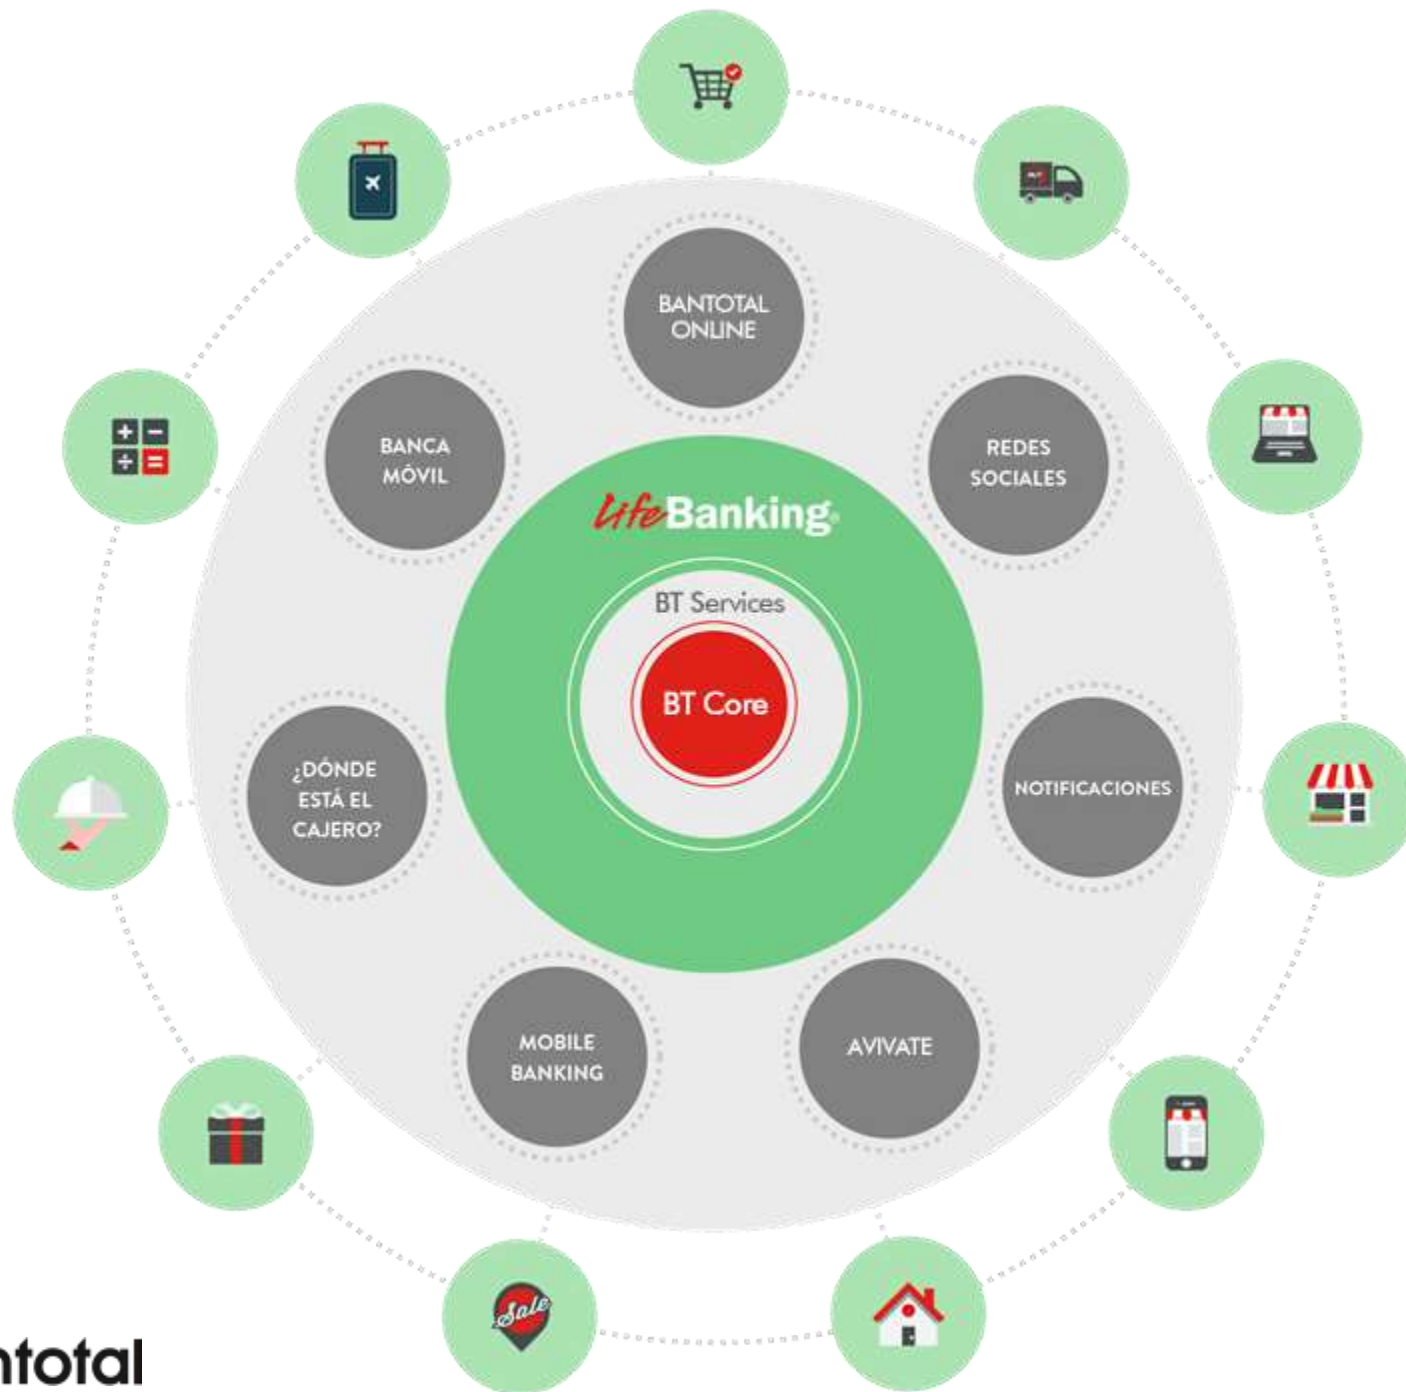 BANTOTAL
ONLINE
BANCA
MÓVIL
REDES
SOCIALES
LifeBanking®
BT Services
BT Core
¿DÓNDE
ESTÁ EL
CAJERO?
NOTIFICACIONES
MOBILE
BANKING
AVIVATE
Sale
ntotal